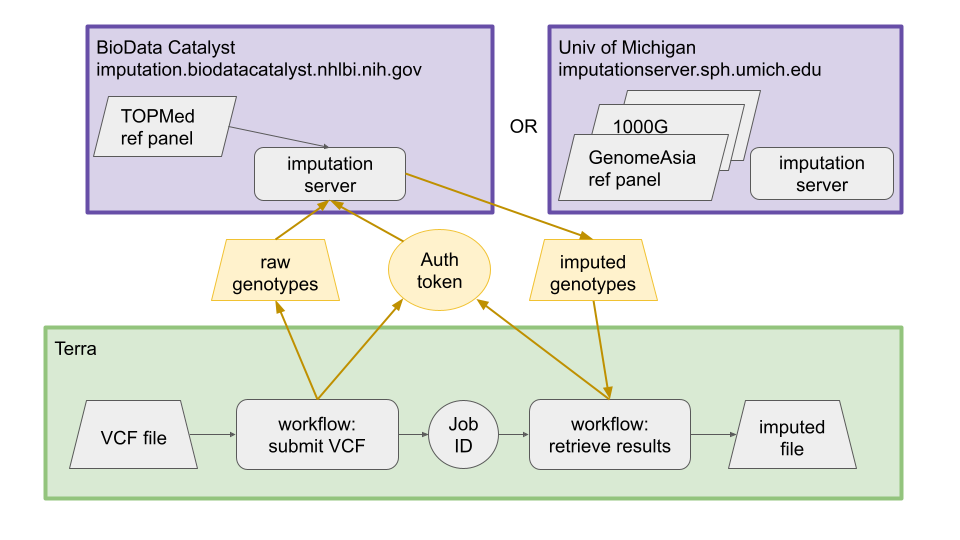 BioData Catalyst
imputation.biodatacatalyst.nhlbi.nih.gov
TOPMed
ref panel
imputation
server
OR
Univ of Michigan
imputationserver.sph.umich.edu
1000G
GenomeAsia
ref panel
imputation
server
raw
genotypes
Auth
token
imputed
genotypes
Terra
VCF file
workflow:
submit VCF
Job
ID
workflow:
retrieve results
imputed
file